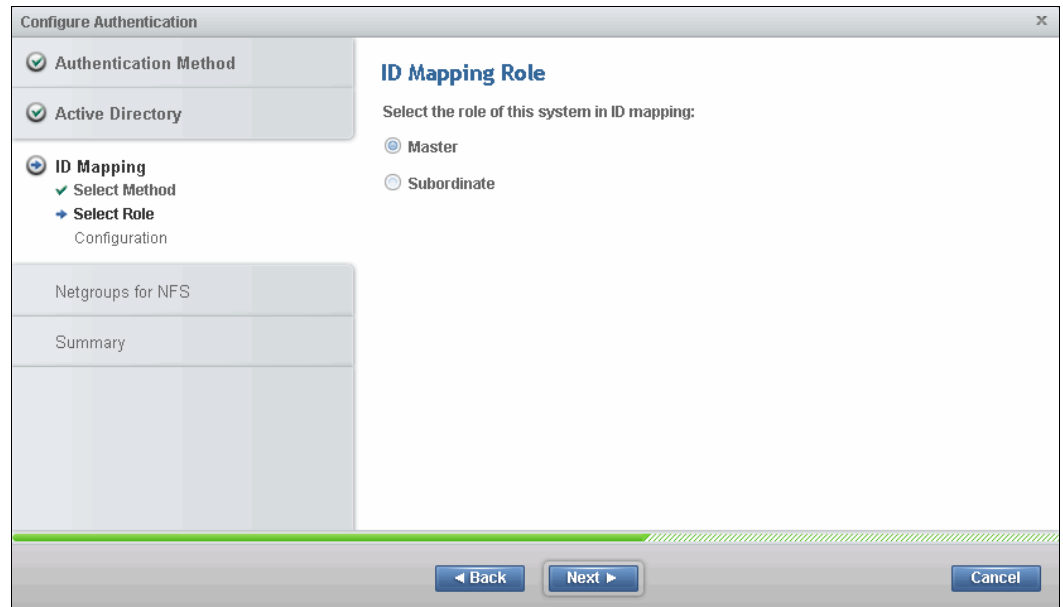 Configure Authentication
x
Authentication Method
Active Directory
ID Mapping
Select Method
Select Role
Configuration
Netgroups for NFS
Summary
ID Mapping Role
Select the role of this system in ID mapping:
Master
Subordinate
Back
Next
Cancel